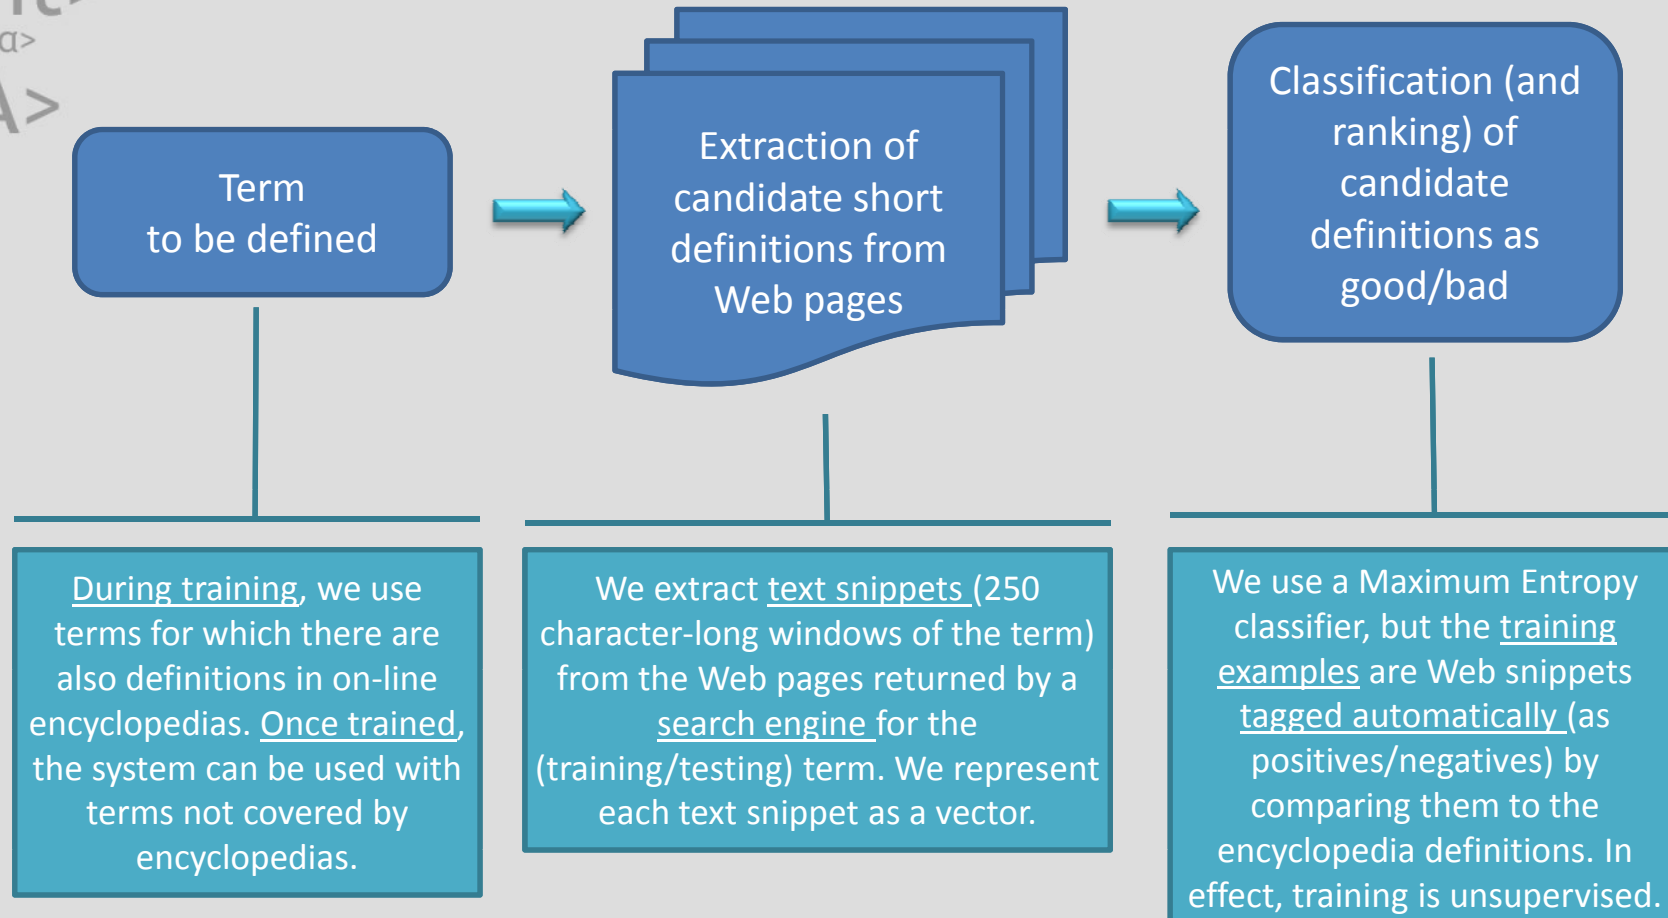 α>
Term
to be defined
Extraction of
candidate short
definitions from
Web pages
Classification (and
ranking) of
candidate
definitions as
good/bad
During training, we use
terms for which there are
also definitions in on-line
encyclopedias. Once trained,
the system can be used with
terms not covered by
encyclopedias.
We extract text snippets (250
character-long windows of the term)
from the Web pages returned by a
search engine for the
(training/testing) term. We represent
each text snippet as a vector.
We use a Maximum Entropy
classifier, but the training
examples are Web snippets
tagged automatically (as
positives/negatives) by
comparing them to the
encyclopedia definitions. In
effect, training is unsupervised.